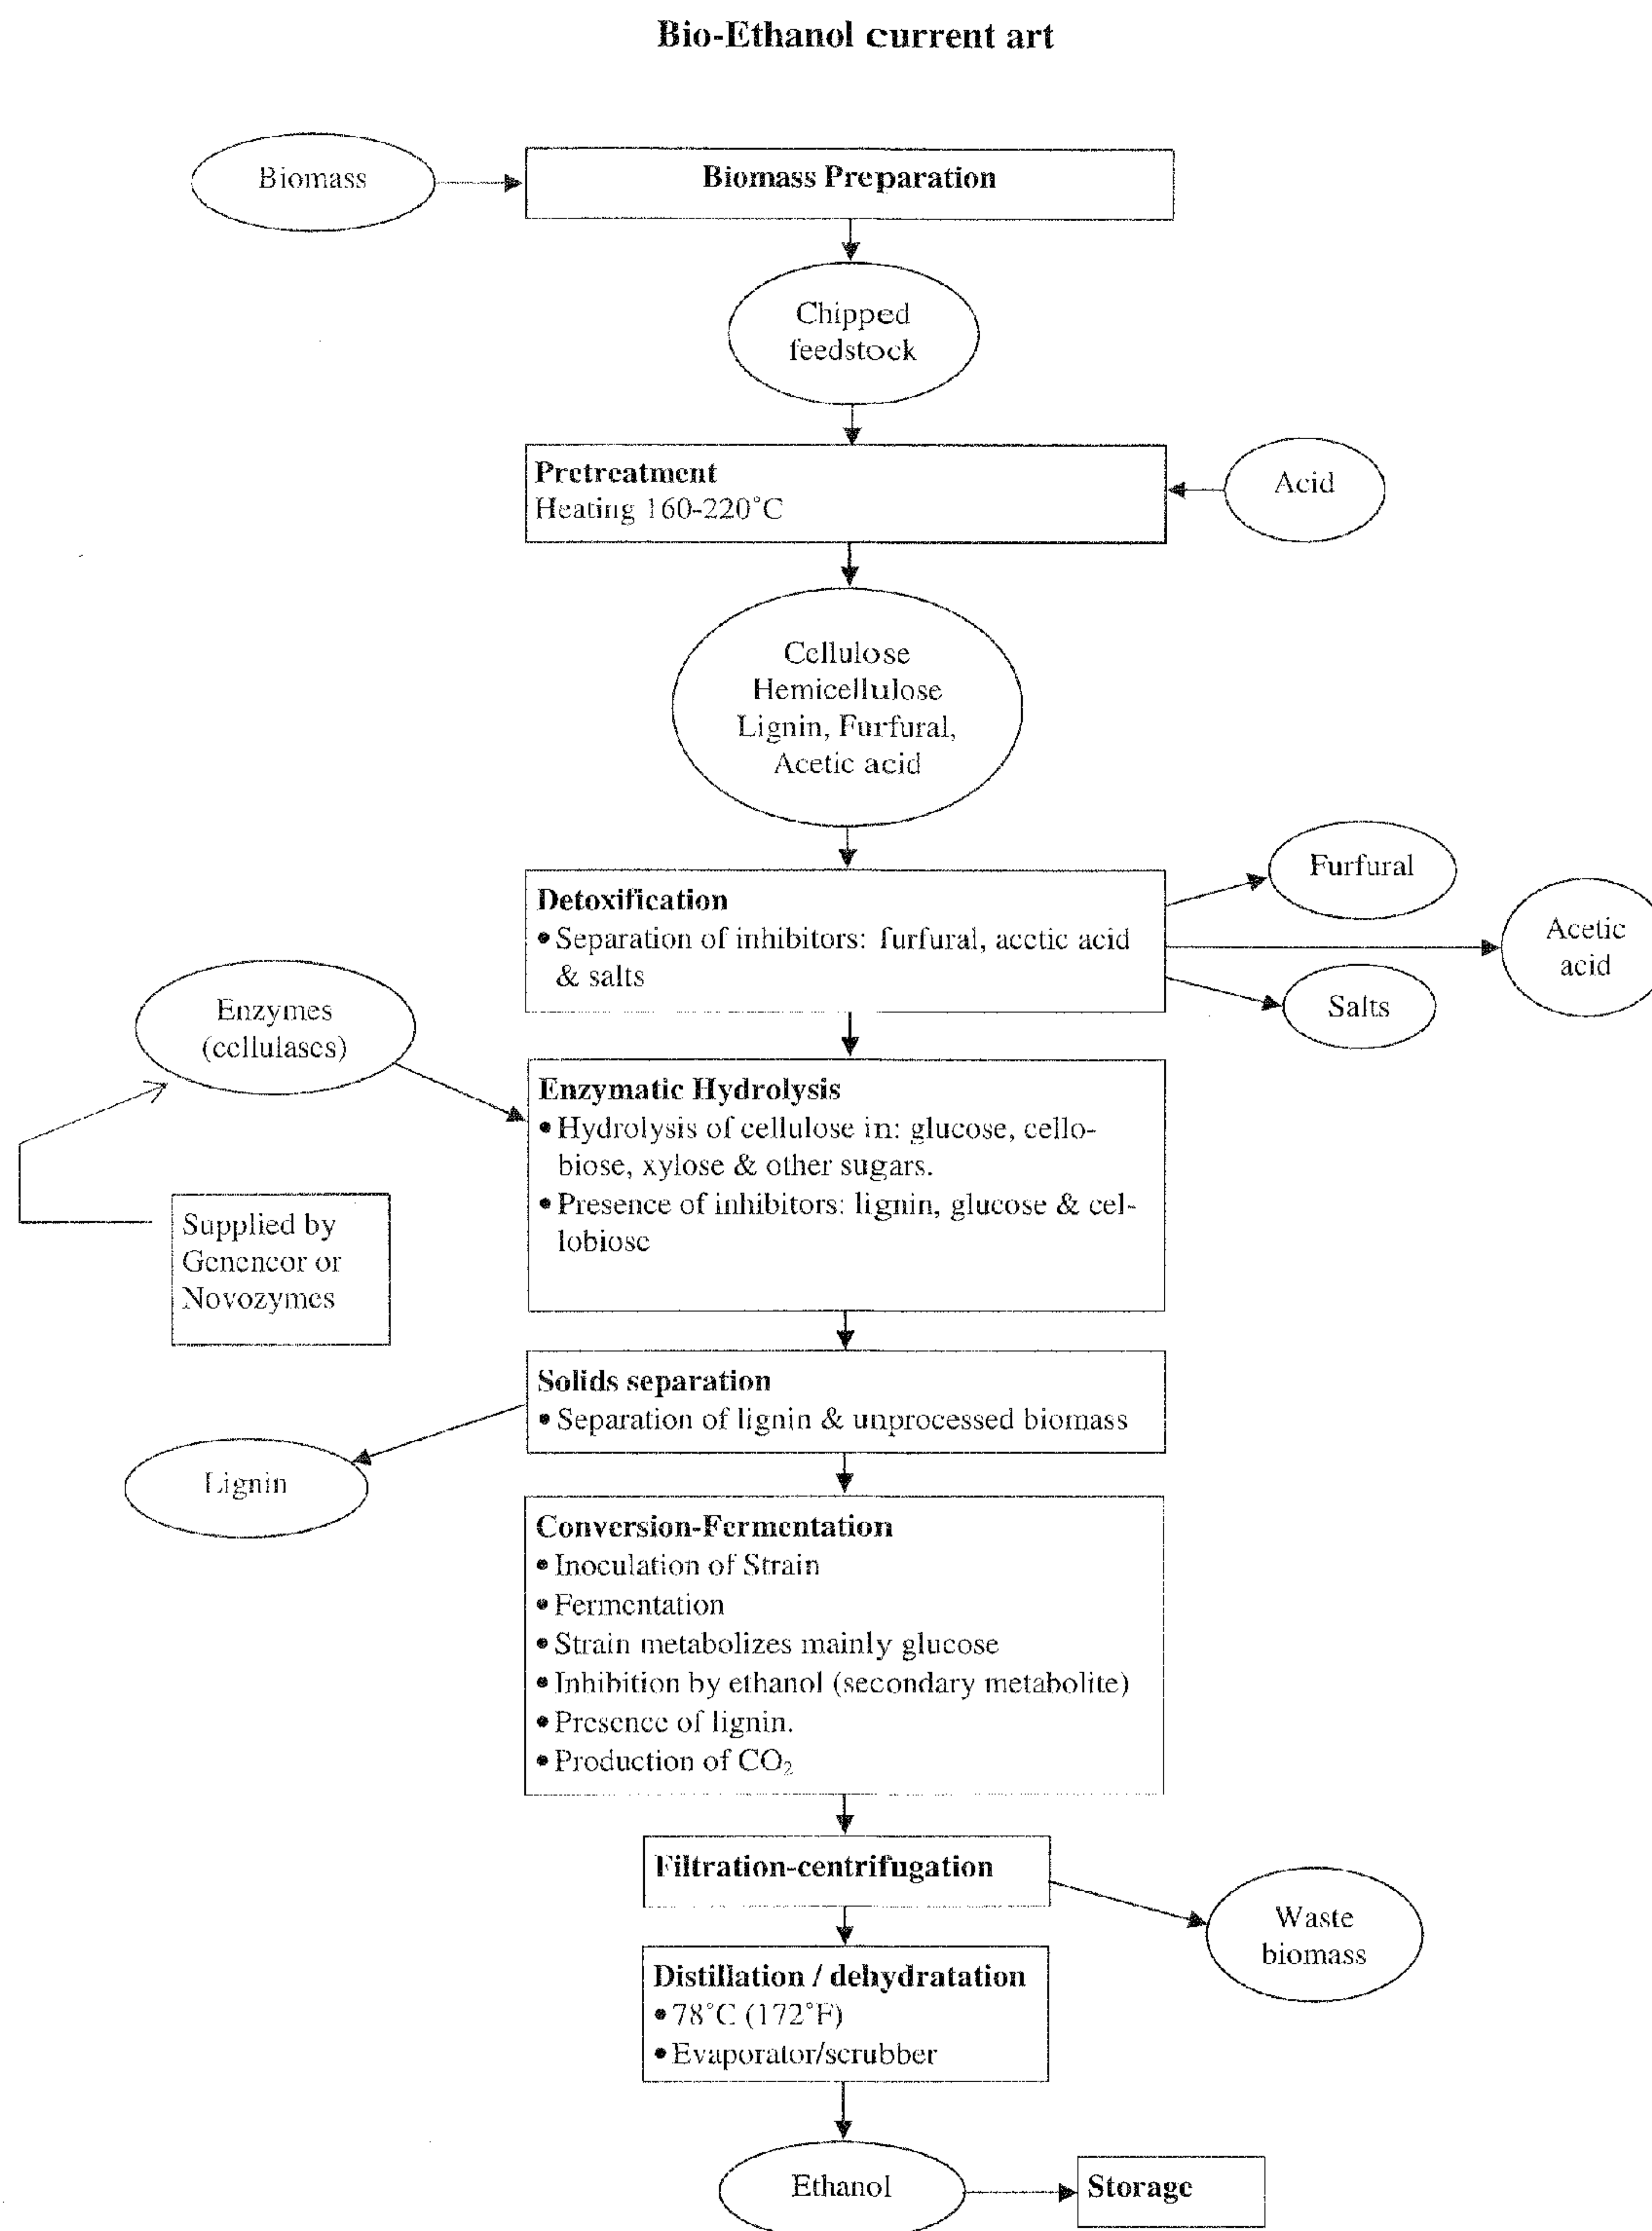 Bio-Ethanol current art
Biomass
Biomass Preparation
Chipped
feedstock
Pretreatment
Heating 160-220°C
Acid
Cellulose
Hemicellulose
Lignin, Furfural,
Acetic acid
Detoxification
• Separation of inhibitors: furfural, acetic acid
& salts
Furfural
Acetic
acid
Salts
Enzymes
(cellulases)
Enzymatic Hydrolysis
• Hydrolysis of cellulose in: glucose, cello-
biose, xylose & other sugars.
• Presence of inhibitors: lignin, glucose & cel-
lobiose
Supplied by
Genencor or
Novozymes
Solids separation
• Separation of lignin & unprocessed biomass
Lignin
Conversion-Fermentation
• Inoculation of Strain
• Fermentation
• Strain metabolizes mainly glucose
• Inhibition by ethanol (secondary metabolite)
• Presence of lignin.
• Production of CO₂
Filtration-centrifugation
Waste
biomass
Distillation / dehydratation
• 78°C (172°F)
• Evaporator/scrubber
Ethanol
Storage